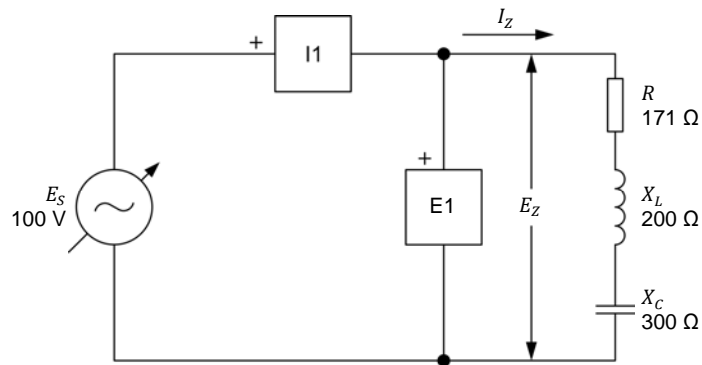 I_Z
+
I1
R
171 Ω
+
E_S
100 V
E1
E_Z
X_L
200 Ω
X_C
300 Ω